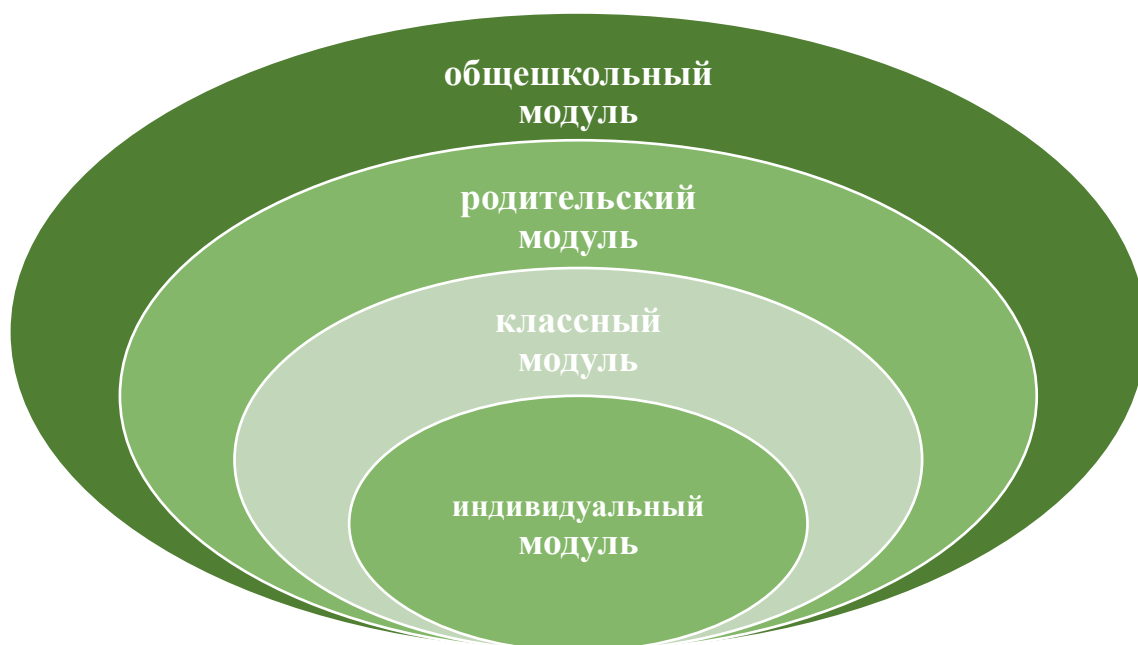 общешкольный
модуль
родительский
модуль
классный
модуль
индивидуальный
модуль